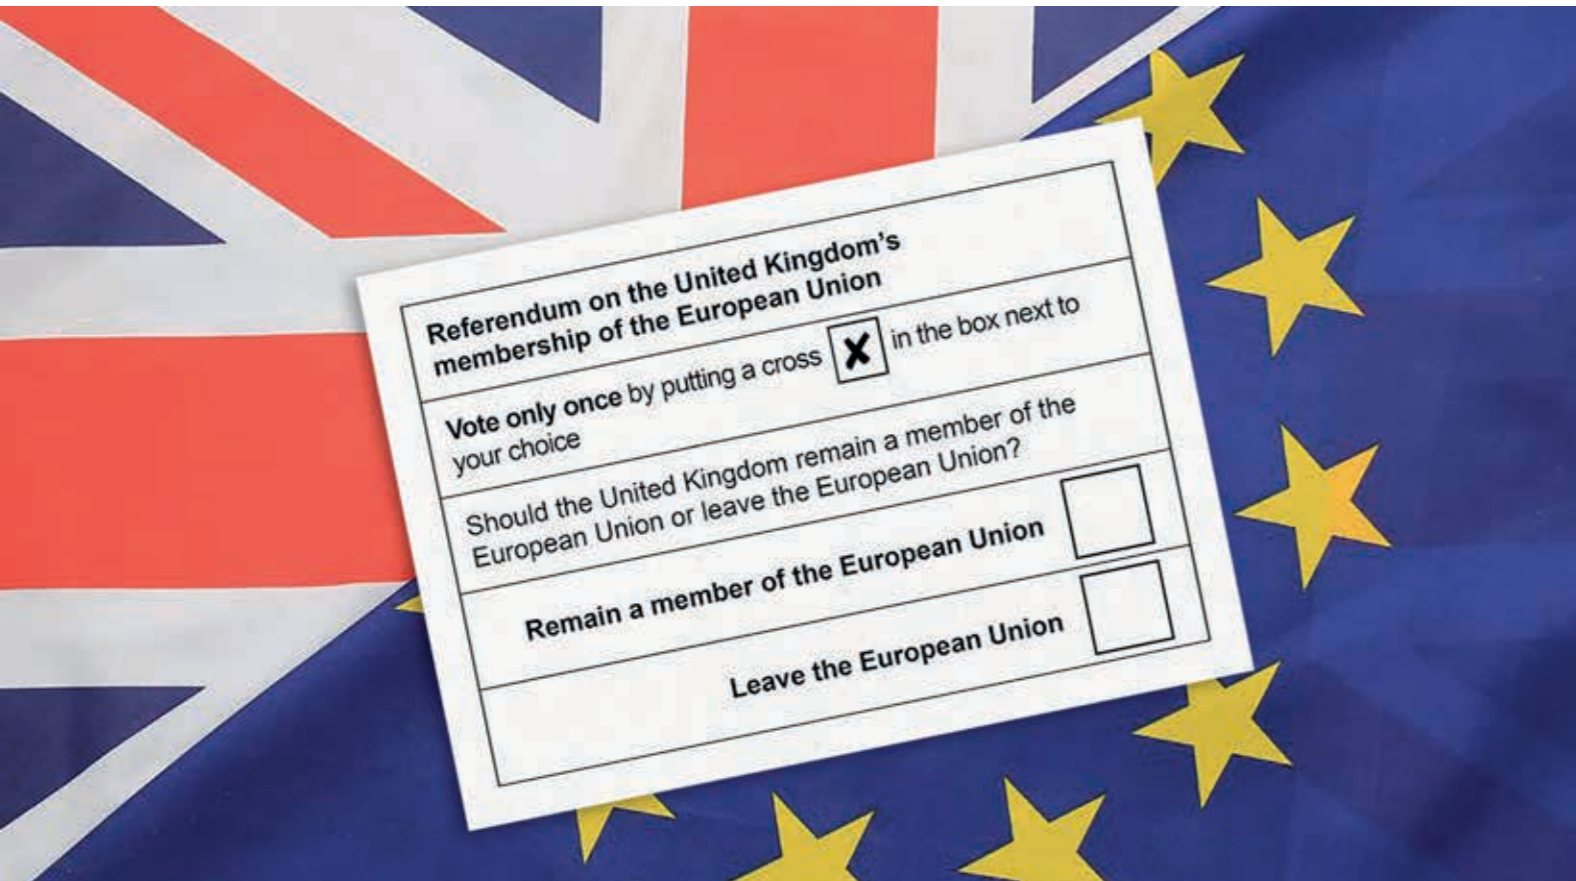 Referendum on the United Kingdom's
membership of the European Union
Vote only once by putting a cross X in the box next to
your choice
Should the United Kingdom remain a member of the
European Union or leave the European Union?
Remain a member of the European Union
Leave the European Union